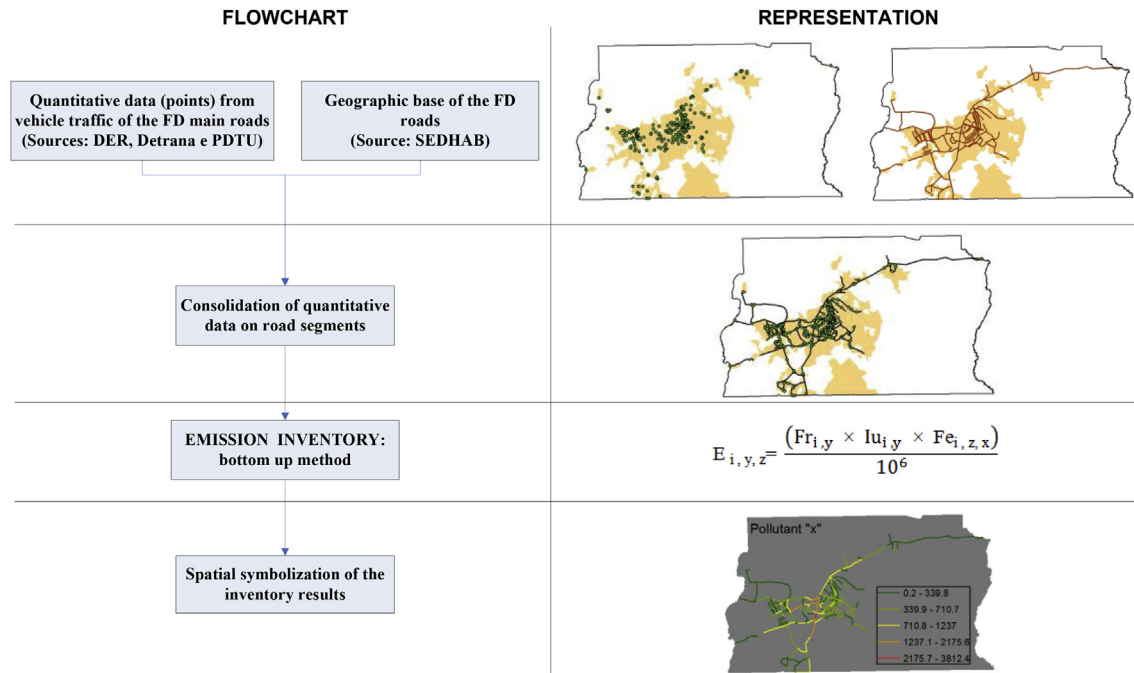 FLOWCHART
REPRESENTATION
Quantitative data (points) from
vehicle traffic of the FD main roads
(Sources: DER, Detrana e PDTU)
Geographic base of the FD
roads
(Source: SEDHAB)
Consolidation of quantitative
data on road segments
EMISSION INVENTORY:
bottom up method
E i, y, z = (Fr i,y × Iu i,y × Fe i, z, x) / 10^6
Spatial symbolization of the
inventory results
Pollutant "x"
0.2 - 339.8
339.9 - 710.7
710.8 - 1237
1237.1 - 2175.6
2175.7 - 3812.4